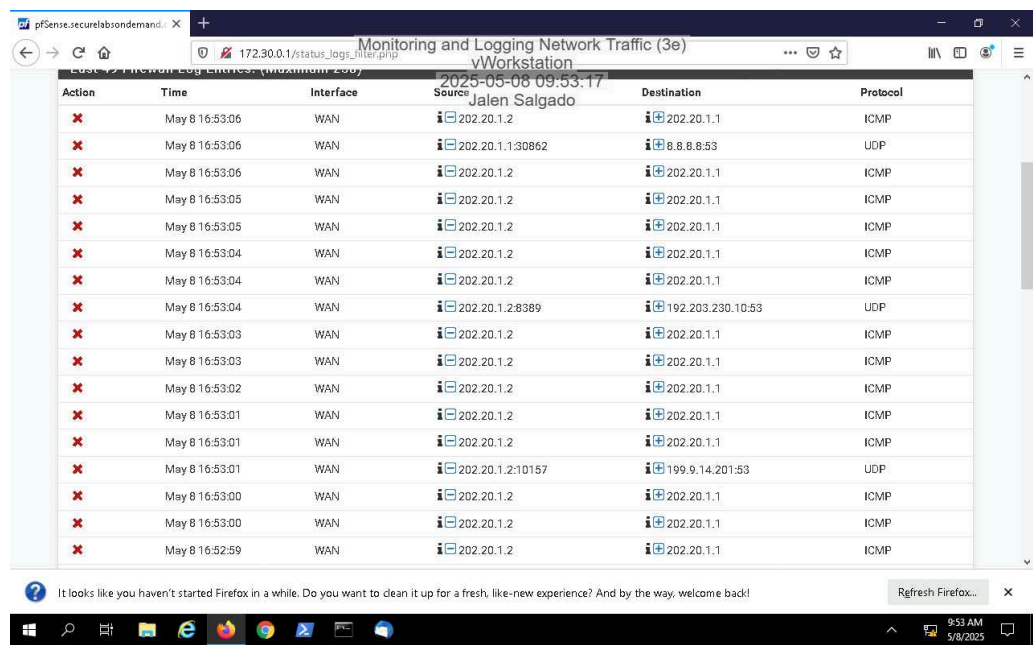 pfSense.securelabsondemand.c
172.30.0.1/status_logs_filter.php
Monitoring and Logging Network Traffic (3e)
vWorkstation
2025-05-08 09:53:17
Jalen Salgado
Last 49 Firewall Log Entries. (Maximum 250)
Action Time Interface Source Destination Protocol
May 8 16:53:06 WAN 202.20.1.2 202.20.1.1 ICMP
May 8 16:53:06 WAN 202.20.1.1:30862 8.8.8.8:53 UDP
May 8 16:53:06 WAN 202.20.1.2 202.20.1.1 ICMP
May 8 16:53:05 WAN 202.20.1.2 202.20.1.1 ICMP
May 8 16:53:05 WAN 202.20.1.2 202.20.1.1 ICMP
May 8 16:53:04 WAN 202.20.1.2 202.20.1.1 ICMP
May 8 16:53:04 WAN 202.20.1.2 202.20.1.1 ICMP
May 8 16:53:04 WAN 202.20.1.2:8389 192.203.230.10:53 UDP
May 8 16:53:03 WAN 202.20.1.2 202.20.1.1 ICMP
May 8 16:53:03 WAN 202.20.1.2 202.20.1.1 ICMP
May 8 16:53:02 WAN 202.20.1.2 202.20.1.1 ICMP
May 8 16:53:01 WAN 202.20.1.2 202.20.1.1 ICMP
May 8 16:53:01 WAN 202.20.1.2 202.20.1.1 ICMP
May 8 16:53:01 WAN 202.20.1.2:10157 199.9.14.201:53 UDP
May 8 16:53:00 WAN 202.20.1.2 202.20.1.1 ICMP
May 8 16:53:00 WAN 202.20.1.2 202.20.1.1 ICMP
May 8 16:52:59 WAN 202.20.1.2 202.20.1.1 ICMP
It looks like you haven't started Firefox in a while. Do you want to clean it up for a fresh, like-new experience? And by the way, welcome back! Refresh Firefox...
9:53 AM
5/8/2025